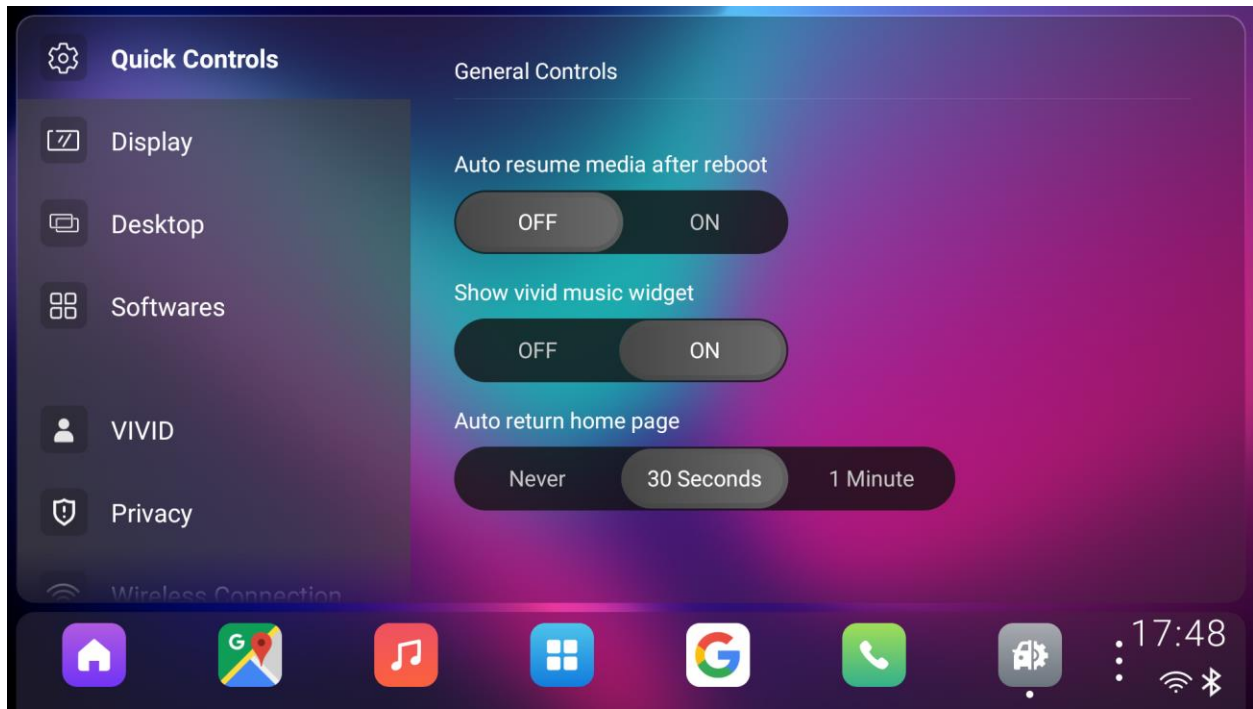 Quick Controls
Display
Desktop
Softwares
VIVID
Privacy
Wireless Connection
General Controls
Auto resume media after reboot
OFF ON
Show vivid music widget
OFF ON
Auto return home page
Never 30 Seconds 1 Minute
G
G
17:48